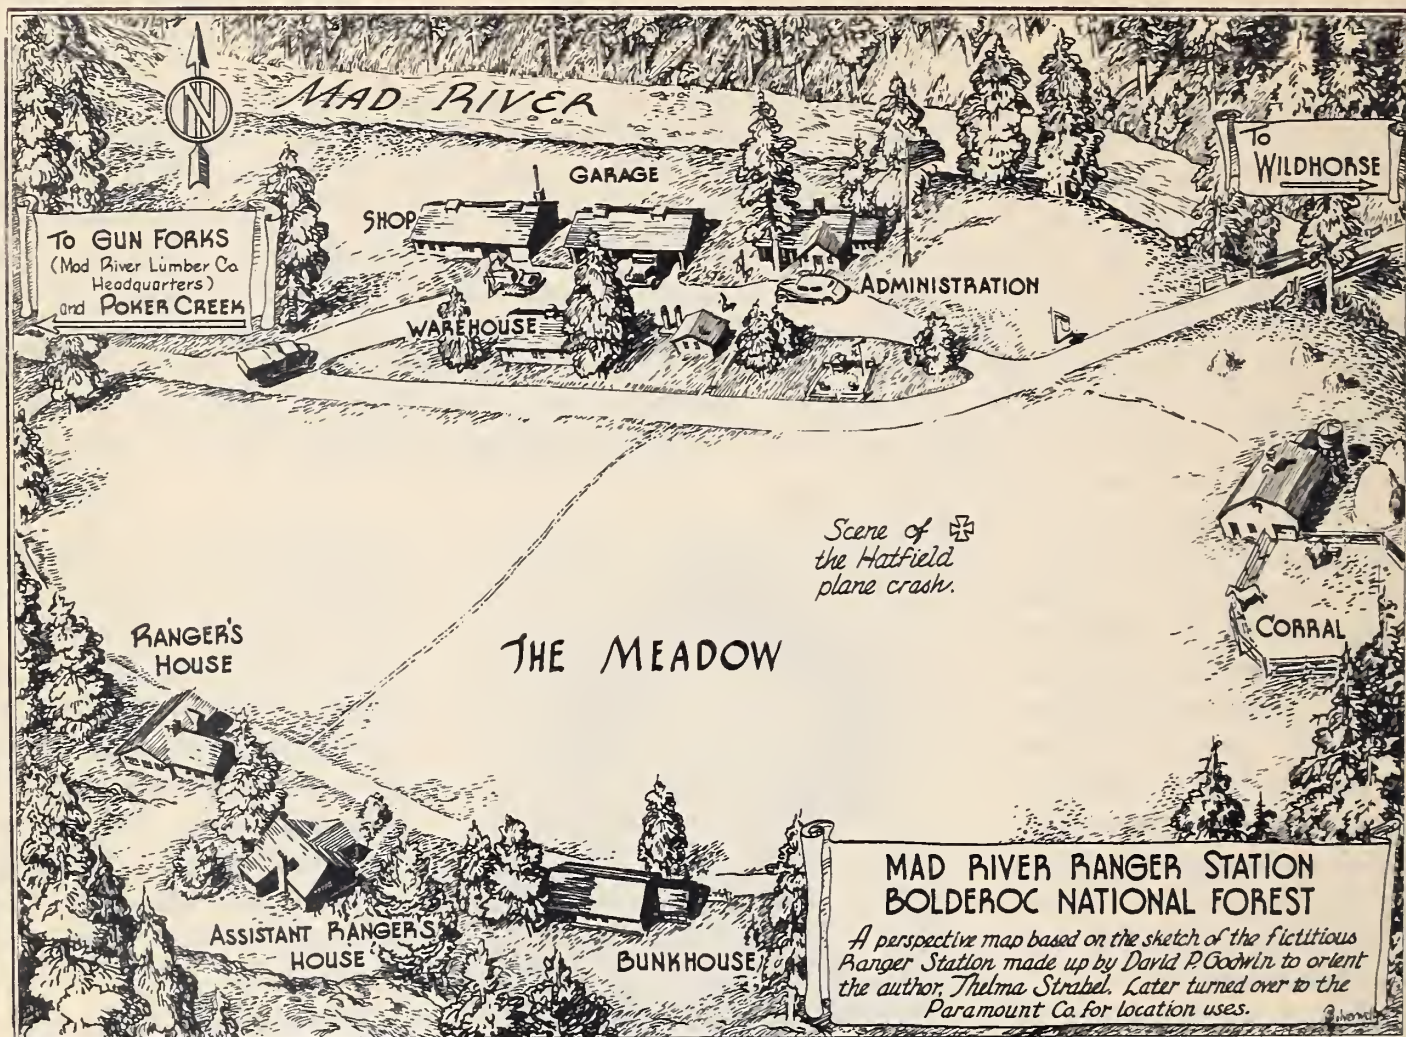 N
MAD RIVER
To
WILDHORSE
GARAGE
SHOP
To GUN FORKS
(Mad River Lumber Co.
Headquarters)
and POKER CREEK
ADMINISTRATION
WAREHOUSE
Scene of
the Hatfield
plane crash.
CORRAL
RANGER'S
HOUSE
THE MEADOW
ASSISTANT RANGER'S
HOUSE
BUNKHOUSE
MAD RIVER RANGER STATION
BOLDEROC NATIONAL FOREST
A perspective map based on the sketch of the fictitious
Ranger Station made up by David P. Godwin to orient
the author, Thelma Strabel. Later turned over to the
Paramount Co. for location uses.